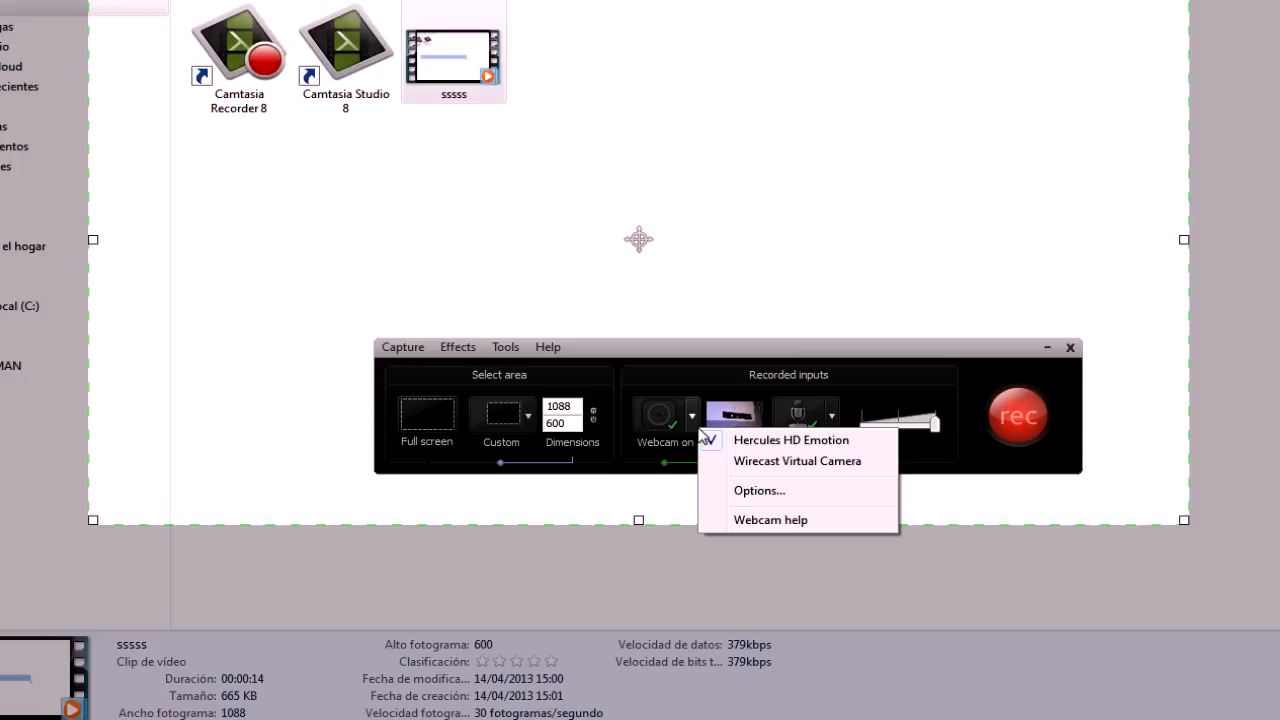 gas
io
loud
ecientes
s
entos
es
el hogar
ocal (C:)
MAN
Camtasia
Recorder 8
Camtasia Studio
8
sssss
Capture Effects Tools Help
Select area
Recorded inputs
1088
600
Full screen
Custom
Dimensions
Webcam on
rec
Hercules HD Emotion
Wirecast Virtual Camera
Options...
Webcam help
sssss
Clip de vídeo
Duración: 00:00:14
Tamaño: 665 KB
Ancho fotograma: 1088
Alto fotograma: 600
Clasificación:
Fecha de modifica... 14/04/2013 15:00
Fecha de creación: 14/04/2013 15:01
Velocidad fotogra... 30 fotogramas/segundo
Velocidad de datos: 379kbps
Velocidad de bits t... 379kbps